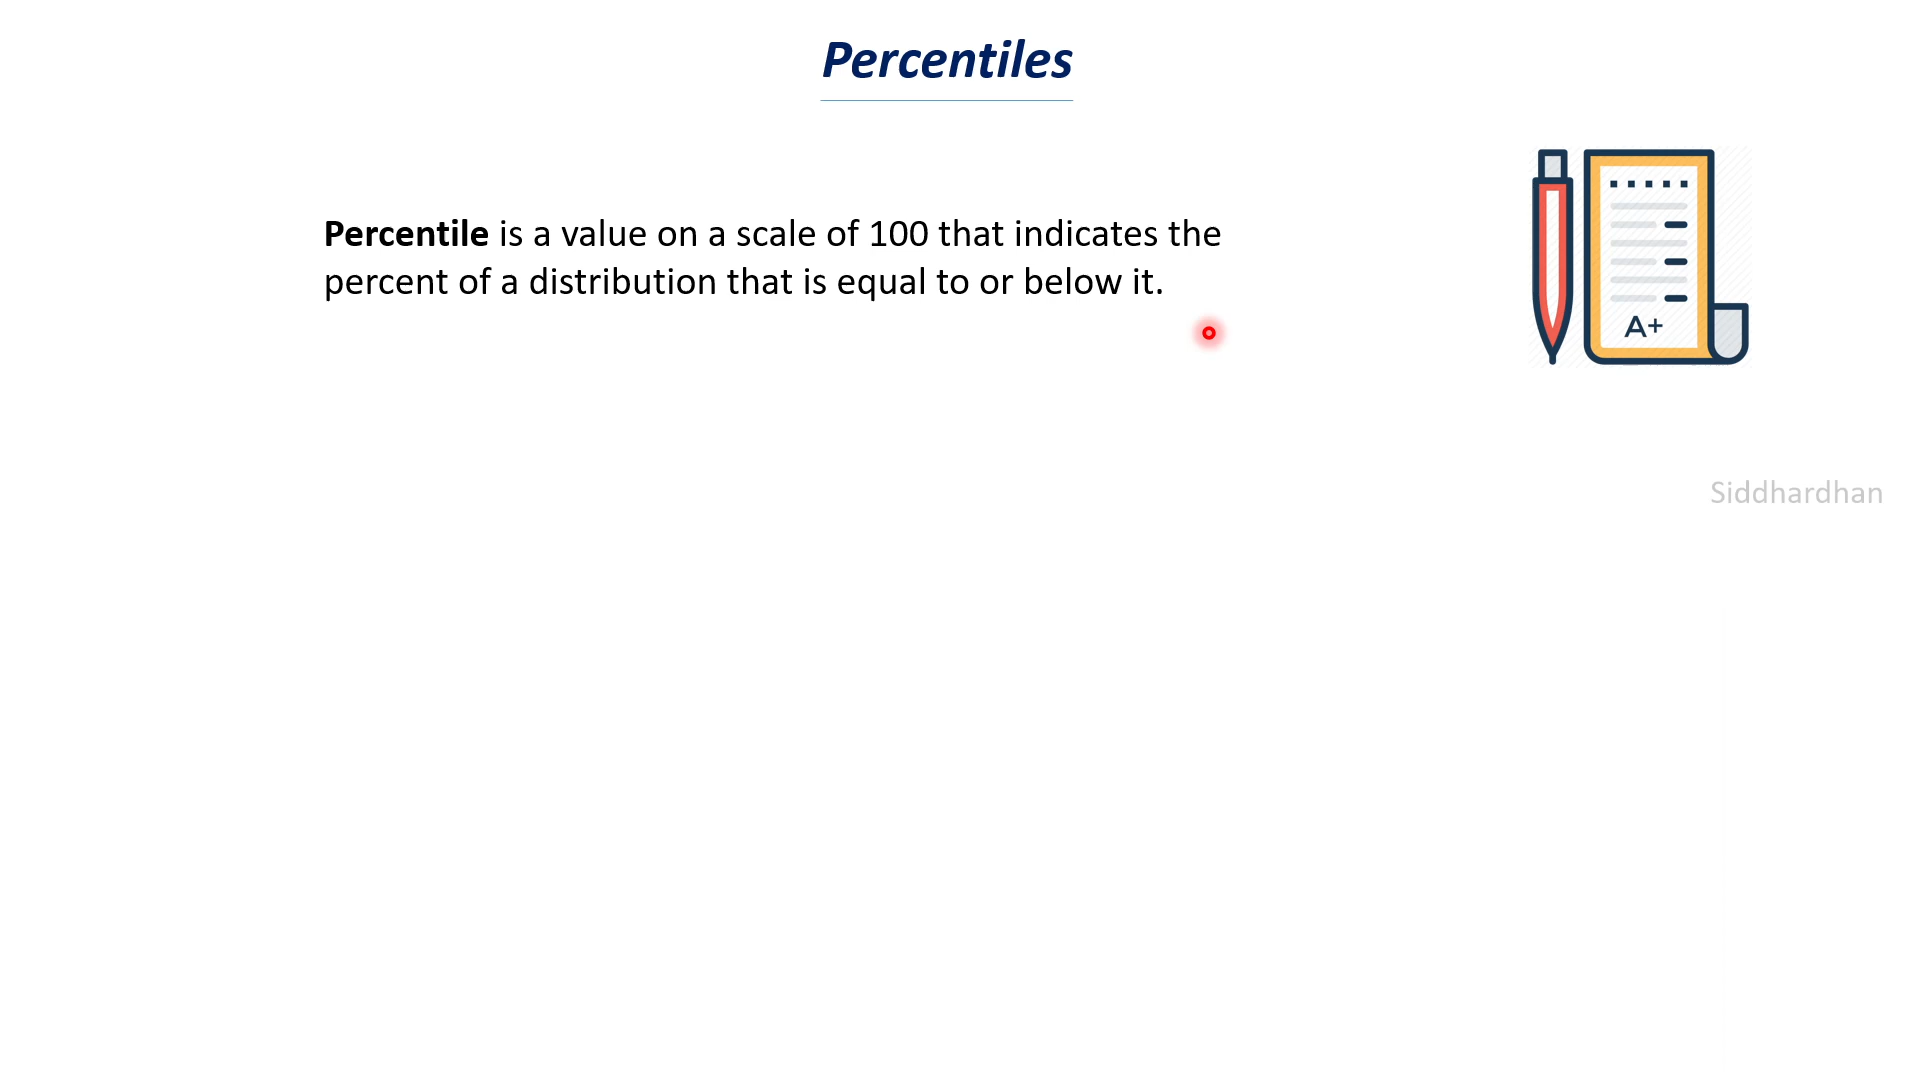 Percentiles
Percentile is a value on a scale of 100 that indicates the
percent of a distribution that is equal to or below it.
A+
Siddhardhan